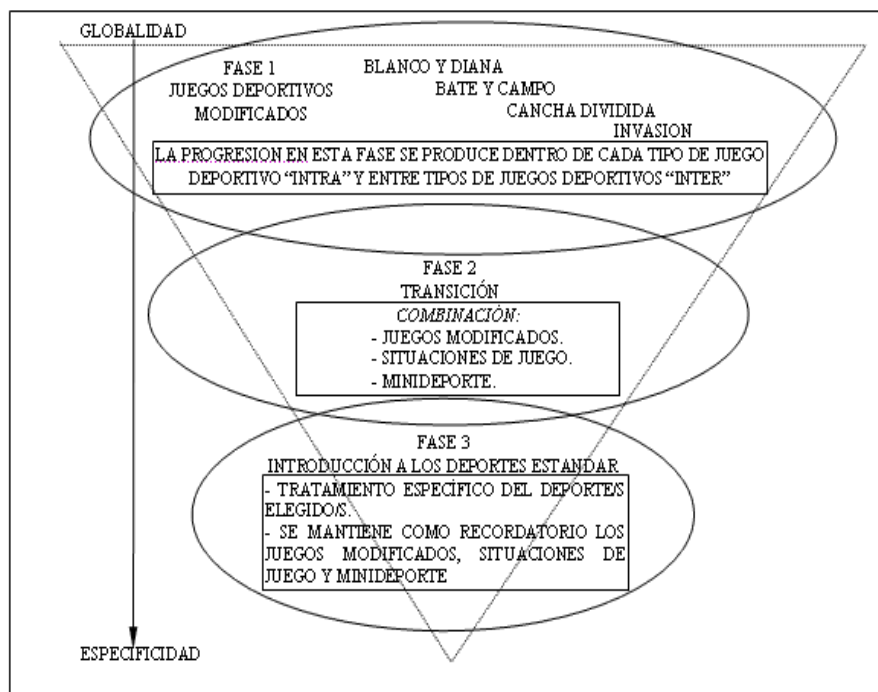 GLOBALIDAD
FASE 1
JUEGOS DEPORTIVOS
MODIFICADOS
BLANCO Y DIANA
BATE Y CAMPO
CANCHA DIVIDIDA
INVASION
LA PROGRESION EN ESTA FASE SE PRODUCE DENTRO DE CADA TIPO DE JUEGO
DEPORTIVO “INTRA” Y ENTRE TIPOS DE JUEGOS DEPORTIVOS “INTER”
FASE 2
TRANSICIÓN
COMBINACIÓN:
- JUEGOS MODIFICADOS.
- SITUACIONES DE JUEGO.
- MINIDEPORTE.
FASE 3
INTRODUCCIÓN A LOS DEPORTES ESTANDAR
- TRATAMIENTO ESPECÍFICO DEL DEPORTE/S
ELEGIDO/S.
- SE MANTIENE COMO RECORDATORIO LOS
JUEGOS MODIFICADOS, SITUACIONES DE
JUEGO Y MINIDEPORTE
ESPECIFICIDAD